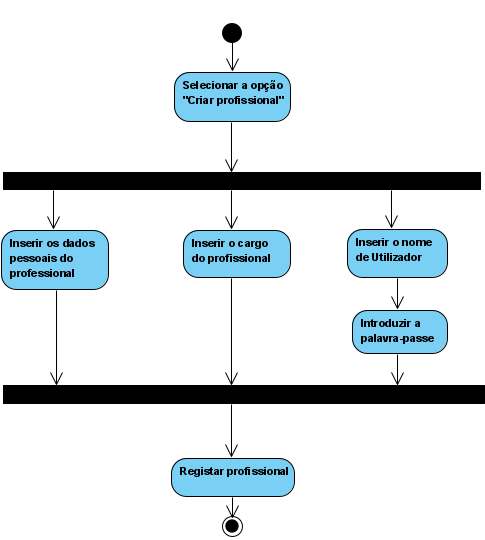 Selecionar a opção
"Criar profissional"
Inserir os dados
pessoais do
professional
Inserir o cargo
do profissional
Inserir o nome
de Utilizador
Introduzir a
palavra-passe
Registar profissional